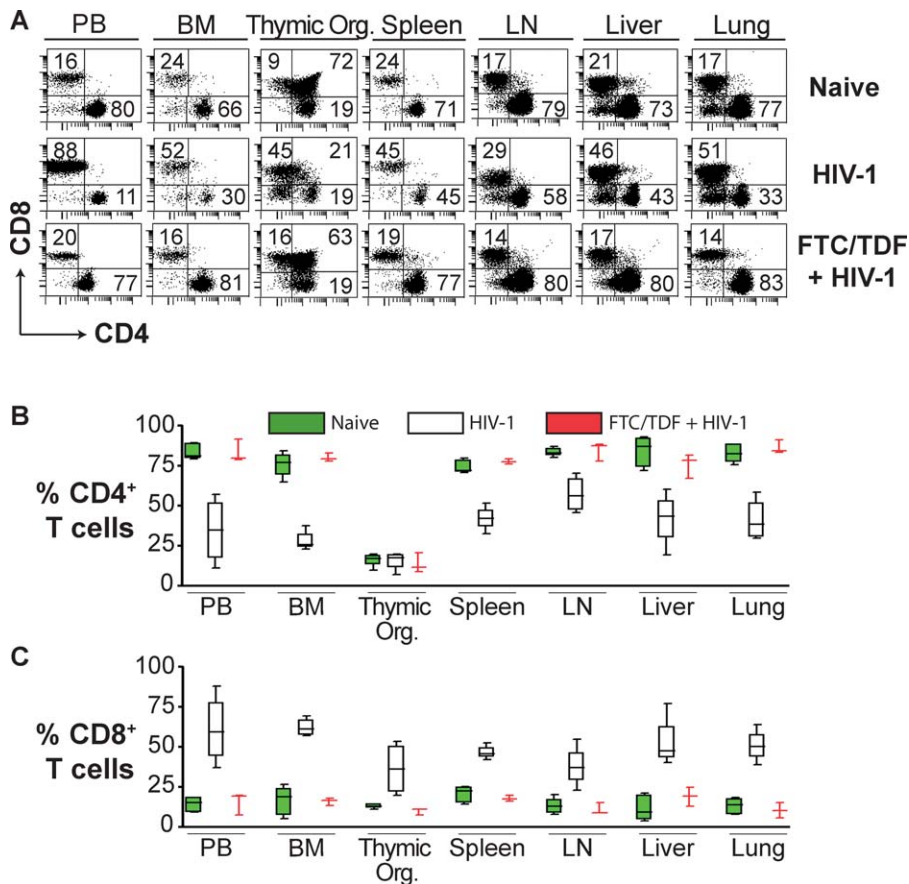 A PB BM Thymic Org. Spleen LN Liver Lung
16 24 9 72 24 17 21 17 Naive
80 66 19 71 79 73 77
88 52 45 21 45 29 46 51 HIV-1
11 30 19 45 58 43 33
20 16 16 63 19 14 17 14 FTC/TDF
+ HIV-1
77 81 19 77 80 80 83
CD8
CD4
B
Naive HIV-1 FTC/TDF + HIV-1
% CD4+
T cells
100
75
50
25
0
PB BM Thymic Org. Spleen LN Liver Lung
C
% CD8+
T cells
100
75
50
25
0
PB BM Thymic Org. Spleen LN Liver Lung